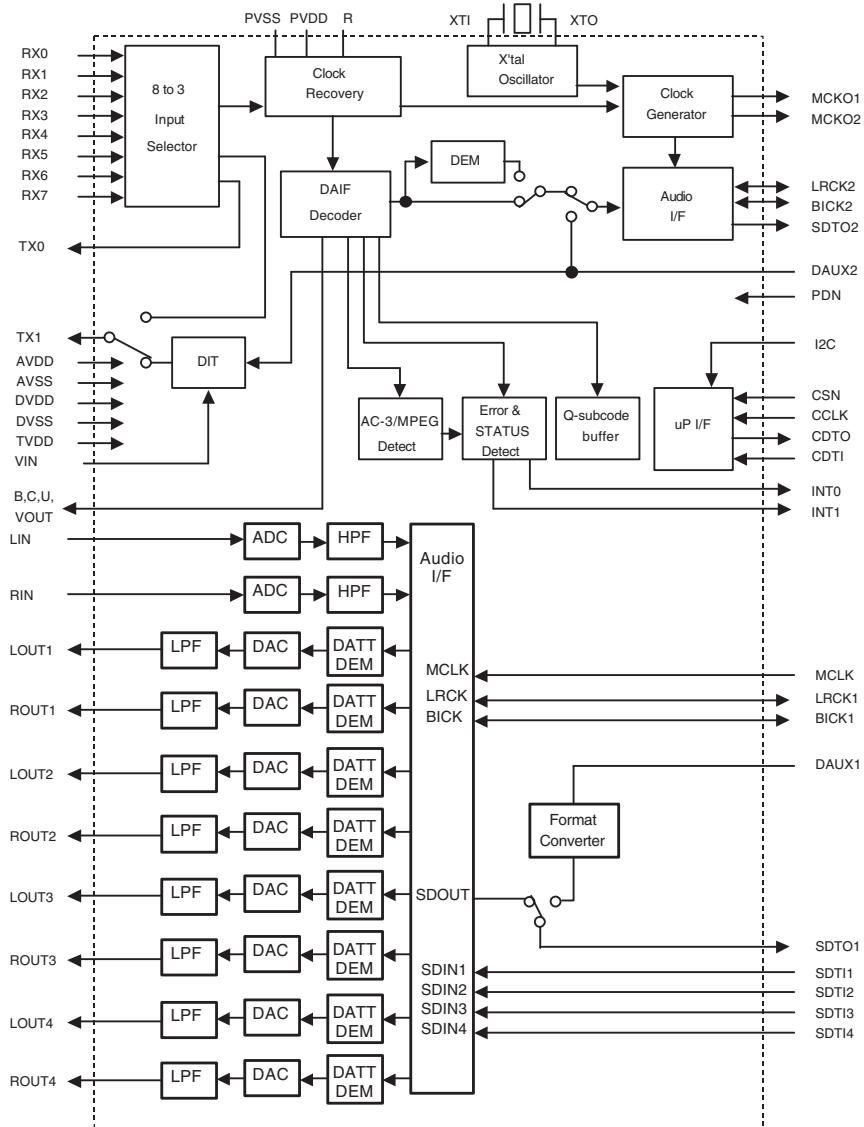 PVSS PVDD R XTI XTO
RX0
RX1
RX2
RX3
RX4
RX5
RX6
RX7
8 to 3
Input
Selector
Clock
Recovery
X'tal
Oscillator
Clock
Generator
MCKO1
MCKO2
DEM
DAIF
Decoder
Audio
I/F
LRCK2
BICK2
SDTO2
TX0
DAUX2
PDN
TX1
AVDD
AVSS
DVDD
DVSS
TVDD
VIN
DIT
I2C
CSN
CCLK
CDTO
CDTI
uP I/F
AC-3/MPEG
Detect
Error &
STATUS
Detect
Q-subcode
buffer
INT0
INT1
B,C,U,
VOUT
LIN
ADC
HPF
Audio
I/F
RIN
ADC
HPF
LOUT1
LPF
DAC
DATT
DEM
MCLK
MCLK
LRCK
LRCK1
BICK
BICK1
ROUT1
LPF
DAC
DATT
DEM
LOUT2
LPF
DAC
DATT
DEM
DAUX1
Format
Converter
ROUT2
LPF
DAC
DATT
DEM
LOUT3
LPF
DAC
DATT
DEM
SDOUT
SDTO1
ROUT3
LPF
DAC
DATT
DEM
SDIN1
SDIN2
SDIN3
SDIN4
SDTI1
SDTI2
SDTI3
SDTI4
LOUT4
LPF
DAC
DATT
DEM
ROUT4
LPF
DAC
DATT
DEM